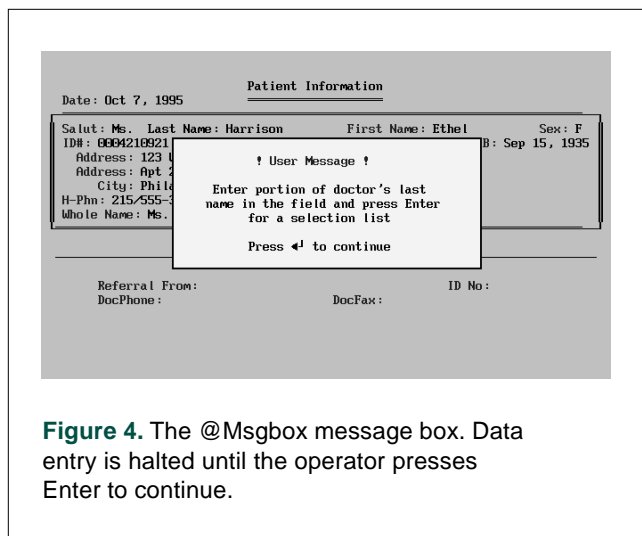 Patient Information
Date: Oct 7, 1995
Salut: Ms. Last Name: Harrison First Name: Ethel Sex: F
ID#: 0004210921 B: Sep 15, 1935
Address: 123
! User Message !
Address: Apt 2
City: Phila
Enter portion of doctor's last
H-Phn: 215/555-3
name in the field and press Enter
Whole Name: Ms.
for a selection list
Press ↵ to continue
Referral From: ID No:
DocPhone: DocFax:
Figure 4. The @Msgbox message box. Data
entry is halted until the operator presses
Enter to continue.